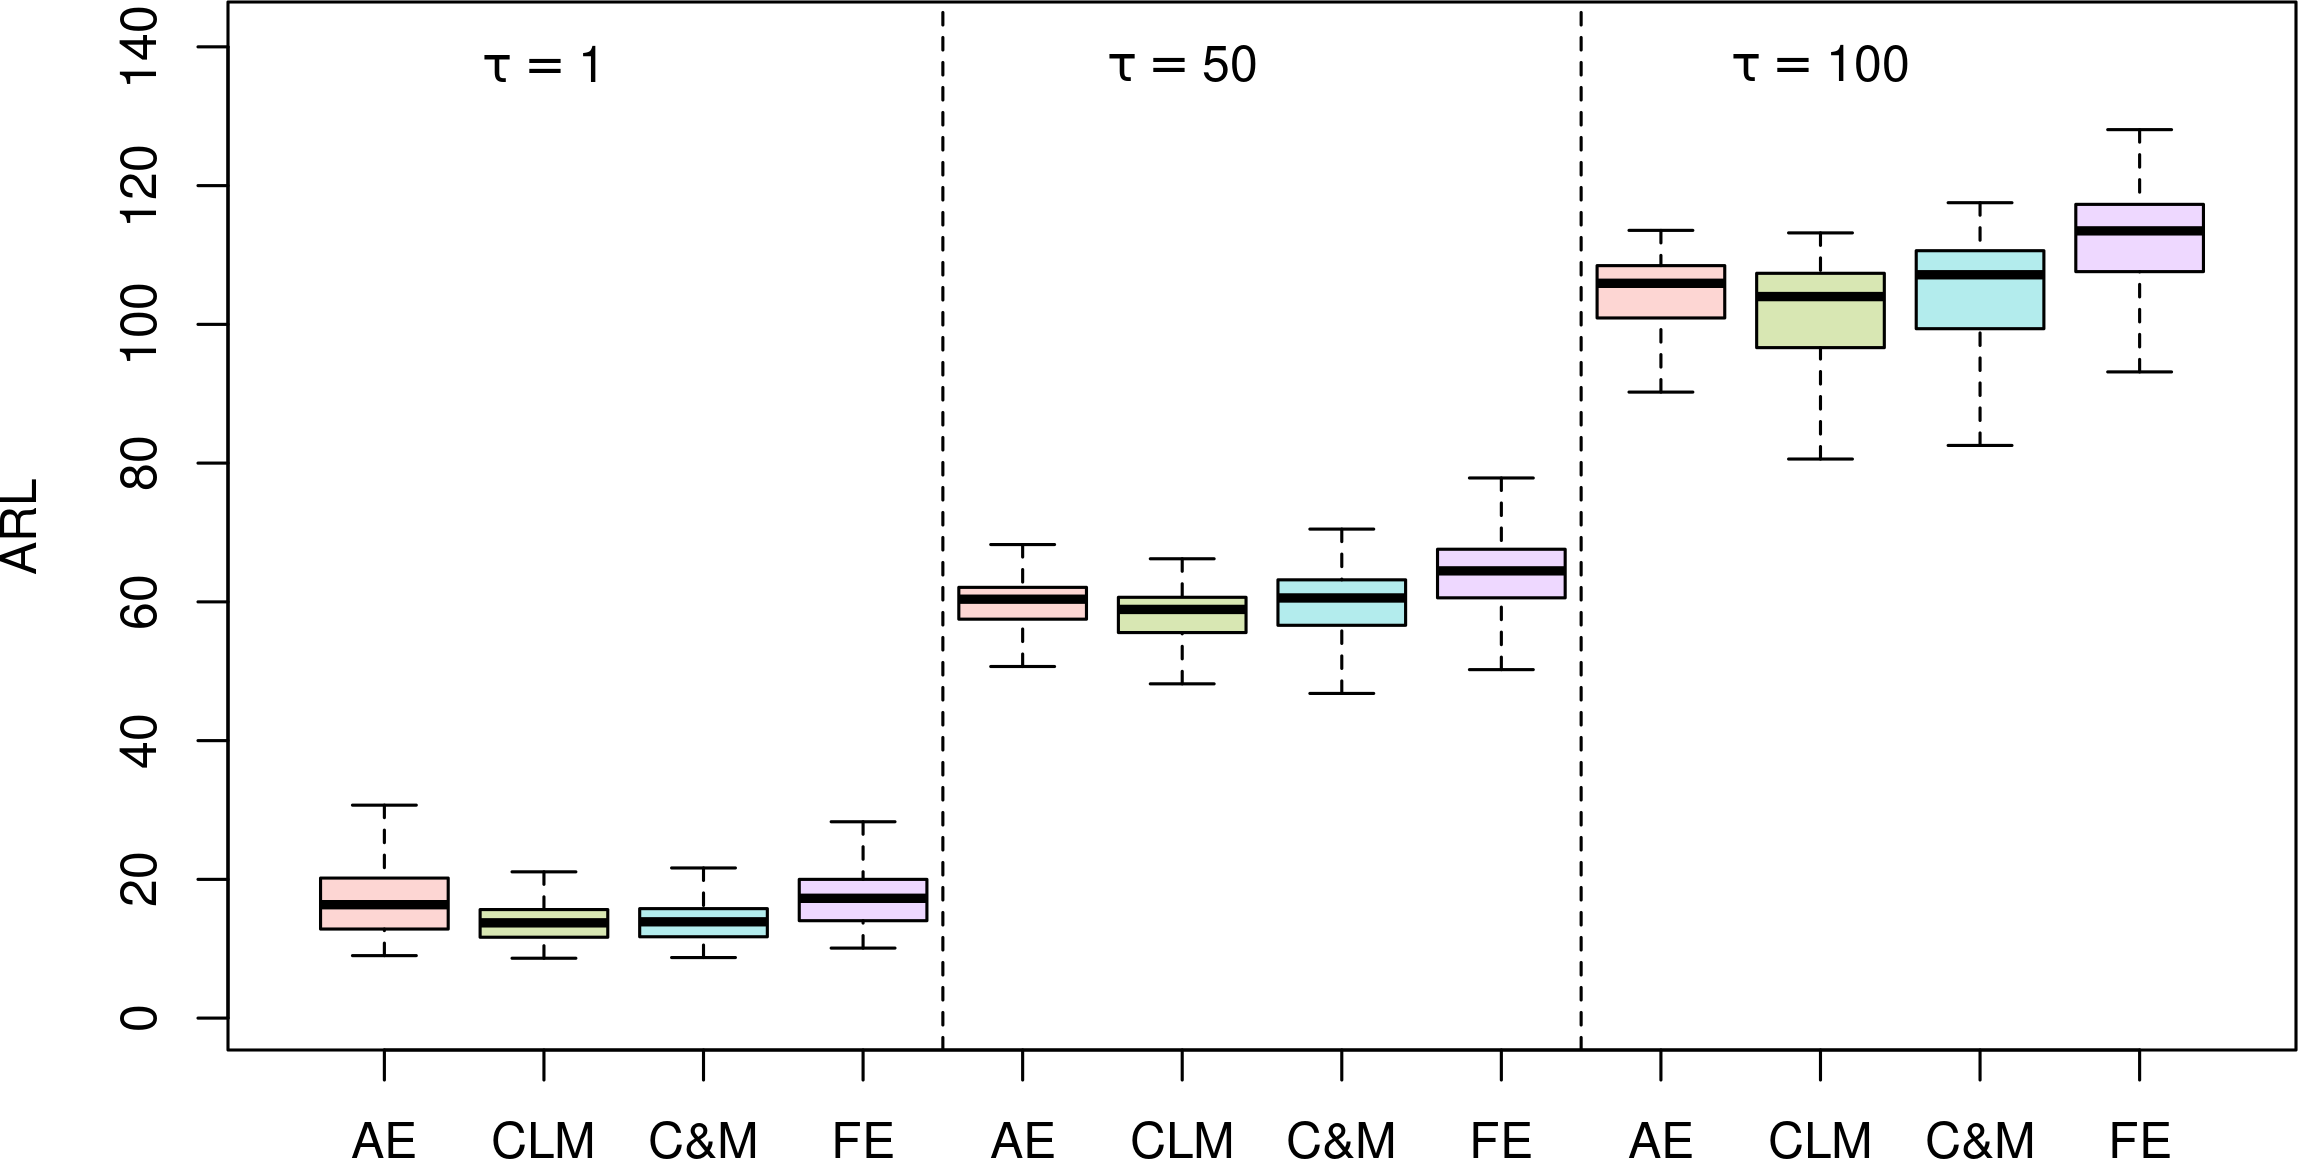 τ = 1
τ = 50
τ = 100
ARL
140
120
100
80
60
40
20
0
AE CLM C&M FE AE CLM C&M FE AE CLM C&M FE